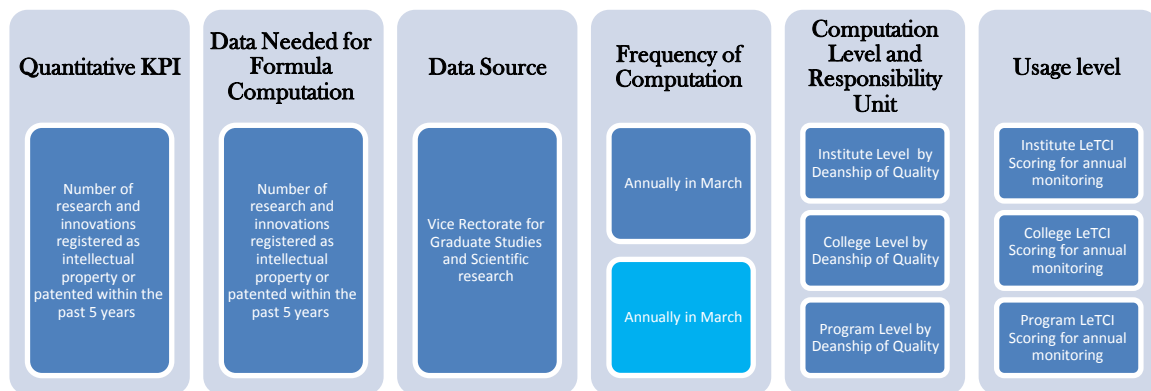 Quantitative KPI
Number of
research and
innovations
registered as
intellectual
property or
patented within the
past 5 years
Data Needed for
Formula
Computation
Number of
research and
innovations
registered as
intellectual
property or
patented within the
past 5 years
Data Source
Vice Rectorate for
Graduate Studies
and Scientific
research
Frequency of
Computation
Annually in March
Annually in March
Computation
Level and
Responsibility
Unit
Institute Level by
Deanship of Quality
College Level by
Deanship of Quality
Program Level by
Deanship of Quality
Usage level
Institute LeTCI
Scoring for annual
monitoring
College LeTCI
Scoring for annual
monitoring
Program LeTCI
Scoring for annual
monitoring